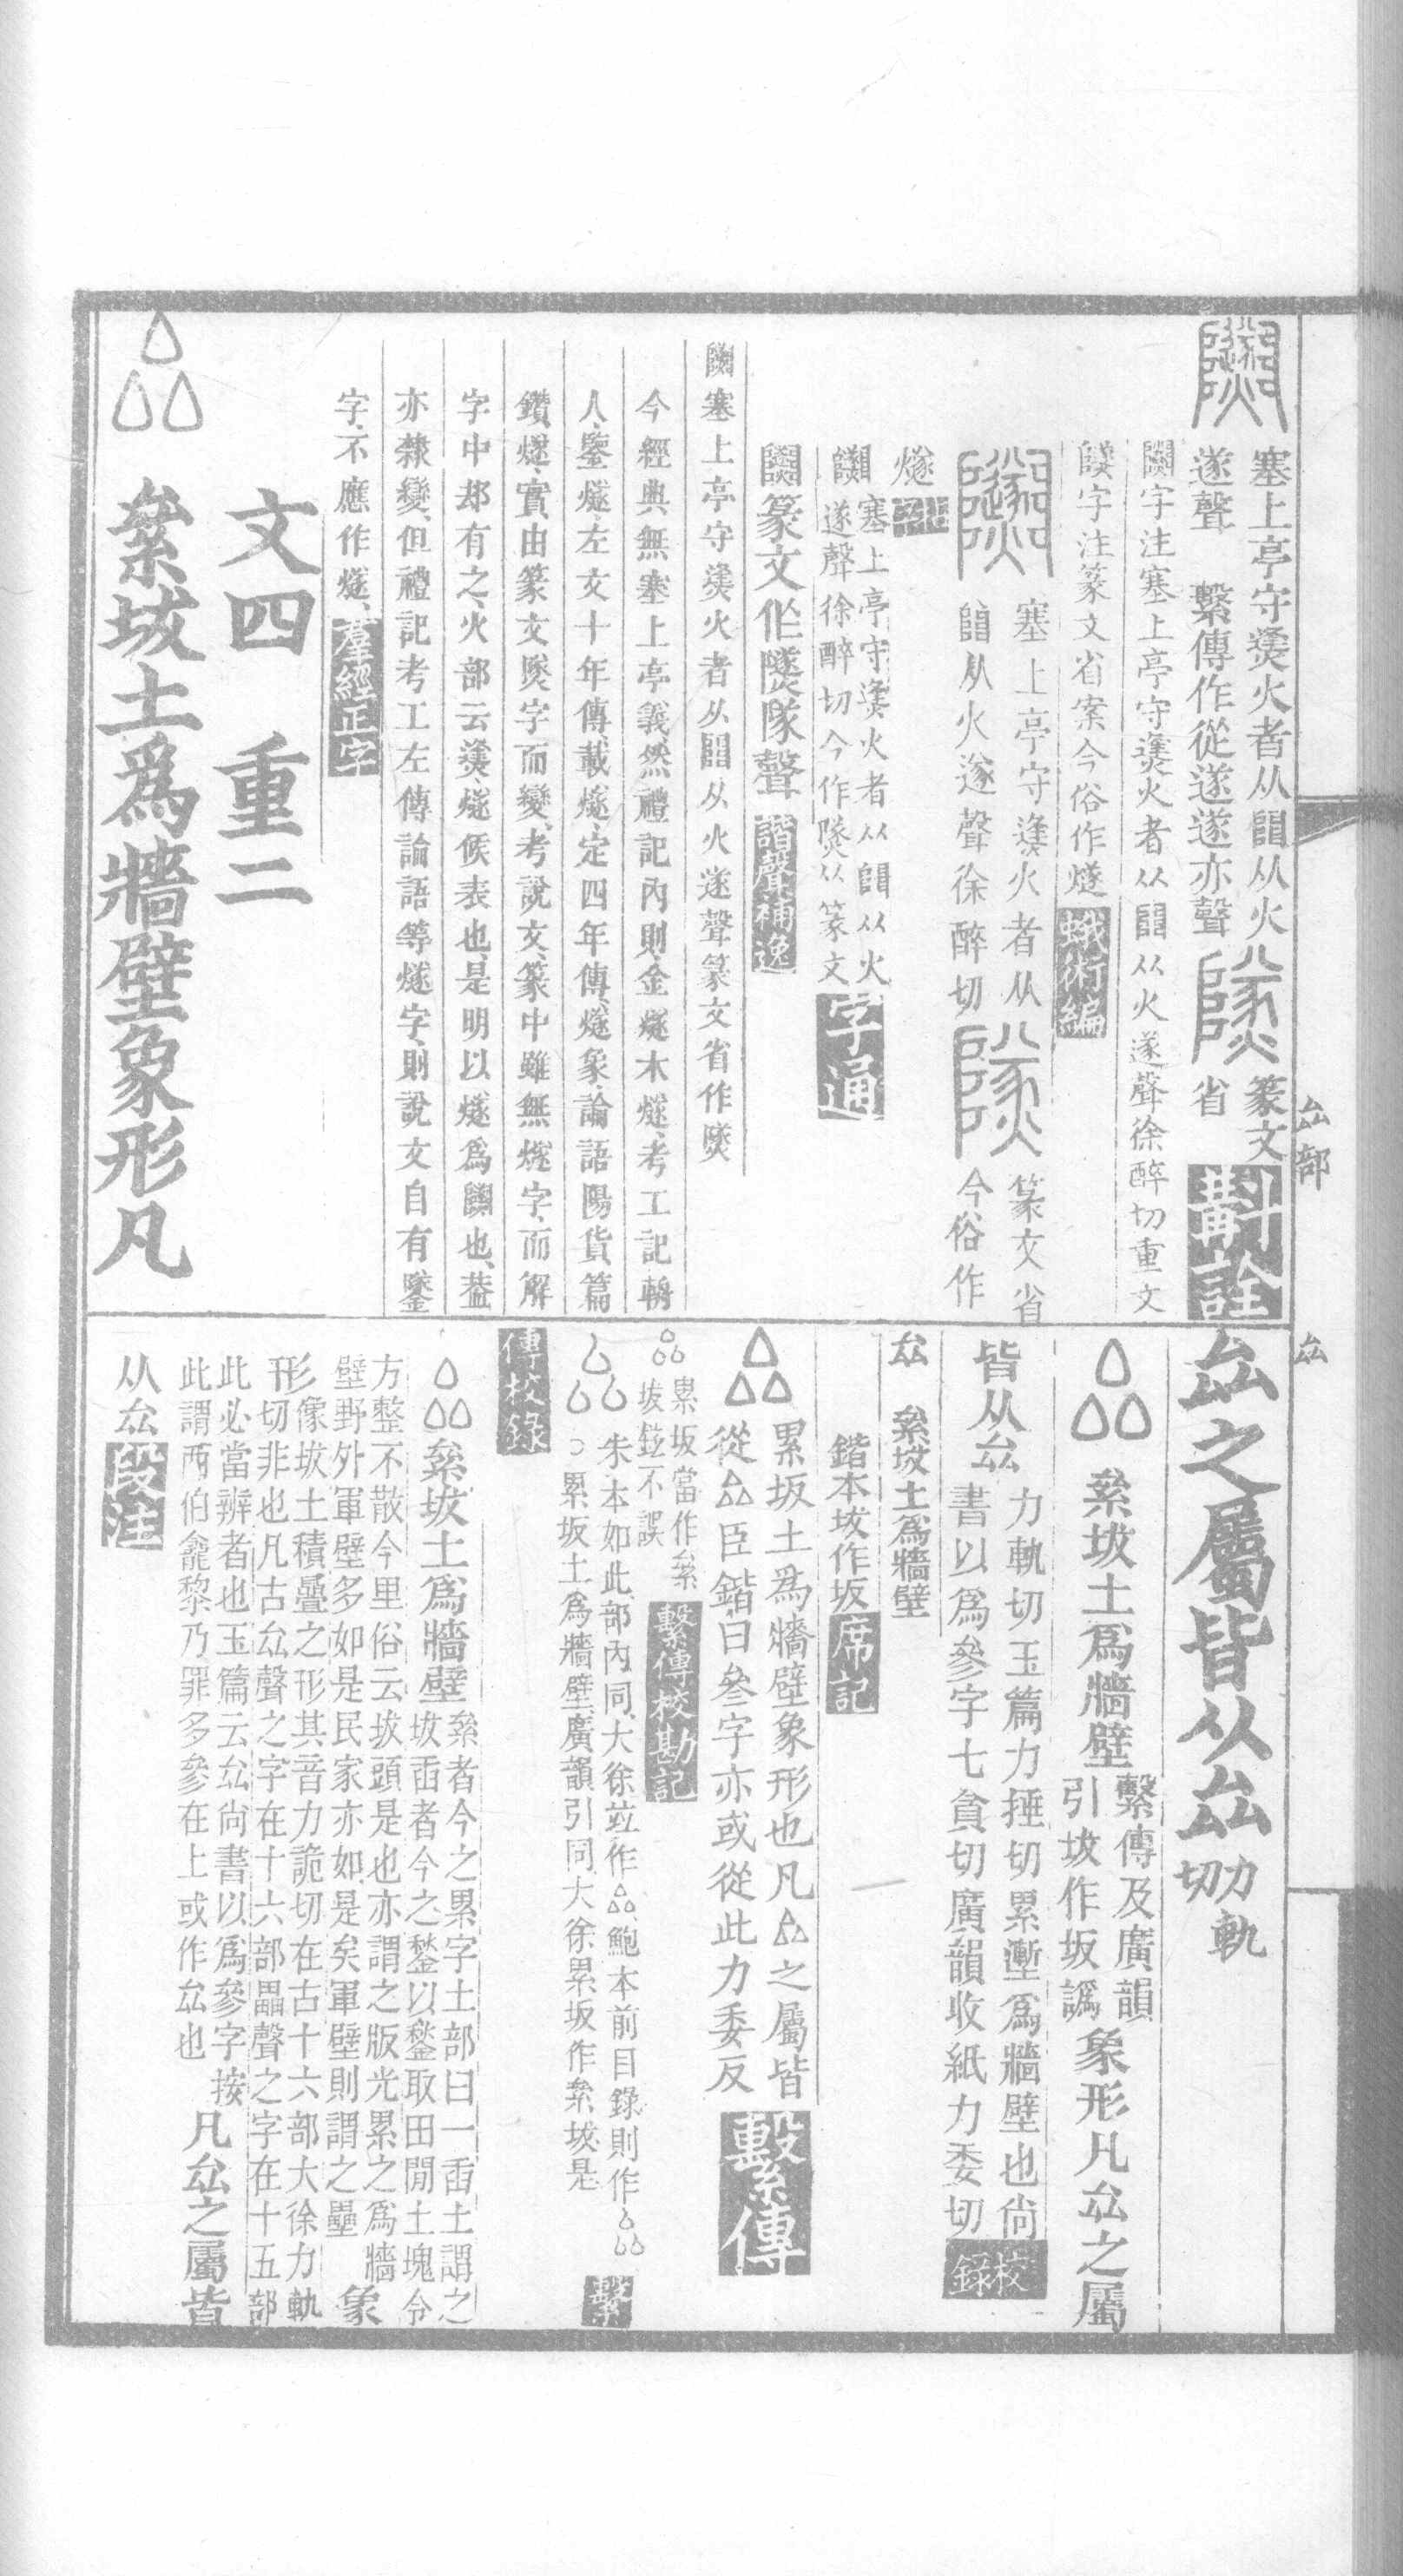 塞上亭守㷭火者从𨺅从火
遂聲　繫傳作從遂遂亦聲
篆文
省
斠詮
字注塞上亭守㷭火者从𨺅从火遂聲徐醉切重文
字注篆文省案今俗作燧
蛾術編
塞上亭守㷭火者从
𨺅从火遂聲徐醉切
篆文省
今俗作
燧
塞上亭守㷭火者从𨺅从火
遂聲徐醉切今作㸂从篆文
字通
篆文作㸂隊聲
諧聲補逸
塞上亭守㷭火者从𨺅从火遂聲篆文省作㸂
今經典無塞上亭義然禮記內則金燧木燧考工記輈
人鑒燧左文十年傳載燧定四年傳燧象論語陽貨篇
鑽燧實由篆文㸂字而變考說文篆中雖無燧字而解
字中却有之火部云㷭燧候表也是明以燧爲𨽵也蓋
亦隸變但禮記考工左傳論語等燧字則說文自有䥙
字不應作燧
羣經正字
文四　重二
厽
絫坺土爲牆壁象形凡
厽部
厽
厽之屬皆从厽
力軌
切
絫坺土爲牆壁
繫傳及廣韻
引坺作坂譌
象形凡厽之屬
皆从厽
力軌切玉篇力捶切累壍爲牆壁也尙
書以爲參字七貪切廣韻收紙力委切
校錄
厽　絫坺土爲牆壁
鍇本坺作坂
席記
厽
累坂土爲牆壁象形也凡厽之屬皆
從厽臣鍇曰叄字亦或從此力委反
繫傳
厽
累坂當作絫
坺竝不誤
繫傳校勘記
朱本如此部內同大徐竝作厽鮑本前目錄則作厽
○累坂土爲牆壁廣韻引同大徐累坂作絫坺是
繫
傳校錄
厽絫坺土爲牆壁
絫者今之累字土部曰一臿土謂之
坺臿者今之鍫以鍫取田閒土塊令
方整不散今里俗云坺頭是也亦謂之版光累之爲牆
壁野外軍壁多如是民家亦如是矣軍壁則謂之壘
象
形
像坺土積疊之形其音力詭切在古十六部大徐力軌
切非也凡古厽聲之字在十六部畾聲之字在十五部
此必當辨者也玉篇云厽尙書以爲參字按
此謂西伯龕黎乃罪多參在上或作厽也
凡厽之屬皆
从厽
段注